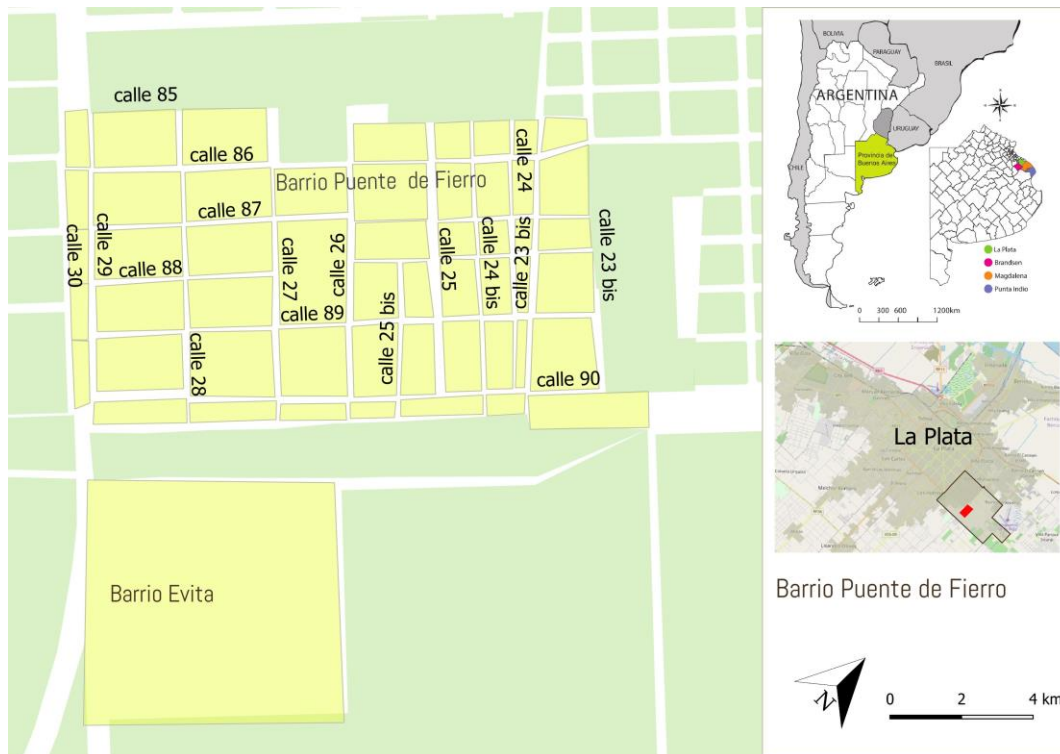 calle 85
calle 86
Barrio Puente de Fierro
calle 87
calle 88
calle 89
calle 90
calle 30
calle 29
calle 28
calle 27
calle 26
calle 25 bis
calle 25
calle 24 bis
calle 24
calle 23 bis
calle 23 bis
Barrio Evita
BOLIVIA
PARAGUAY
BRASIL
ARGENTINA
URUGUAY
CHILE
Provincia de
Buenos Aires
La Plata
Brandsen
Magdalena
Punta Indio
0 300 600 1200km
La Plata
Barrio Puente de Fierro
N
0 2 4 km